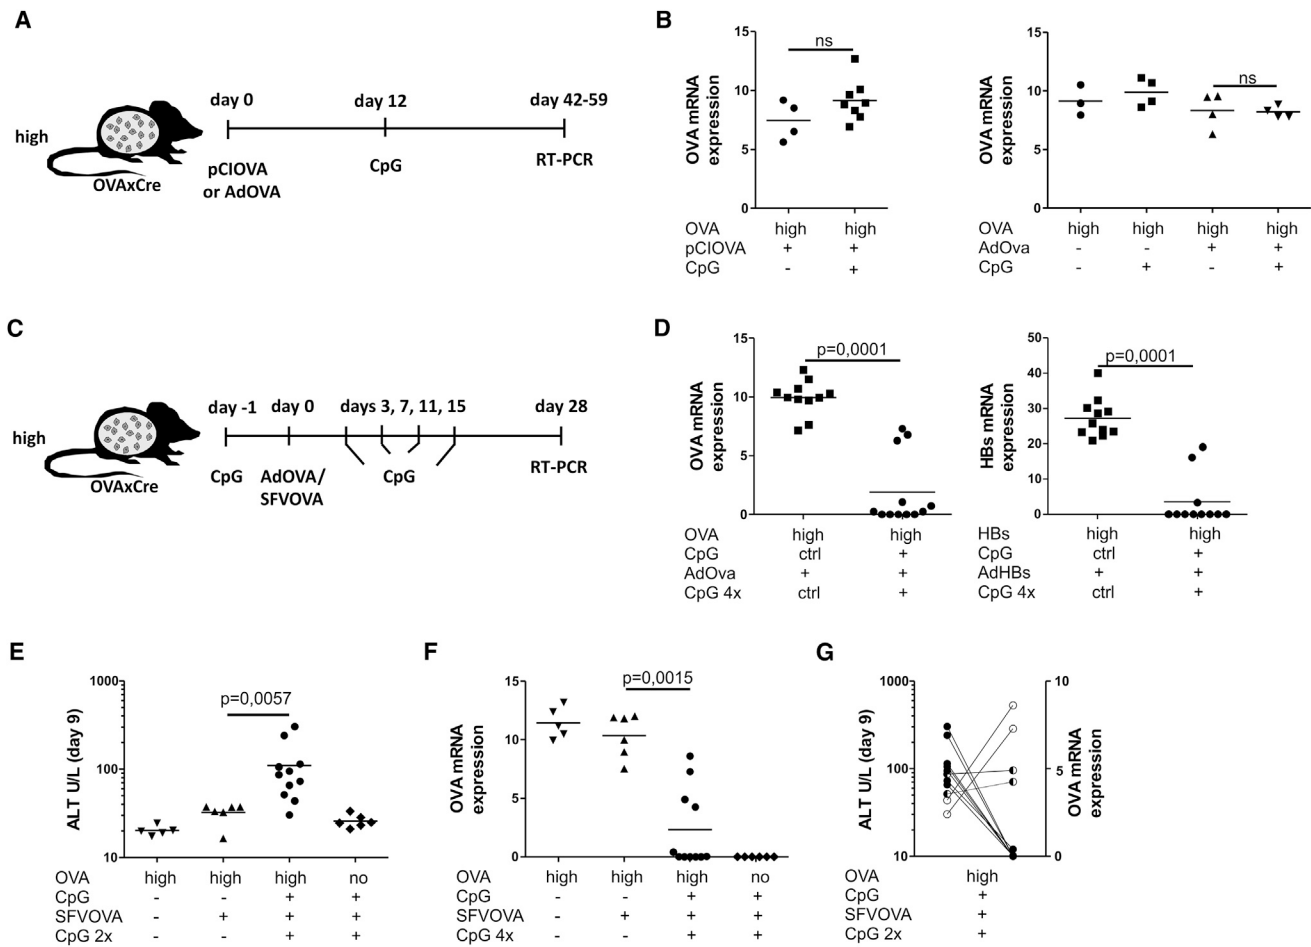 A
day 0
day 12
day 42-59
high
pCIOVA
or AdOVA
CpG
RT-PCR
OVAxCre
B
OVA mRNA
expression
15
10
5
0
ns
OVA high high
pCIOVA + +
CpG - +
OVA mRNA
expression
15
10
5
0
ns
OVA high high high high
AdOva - - + +
CpG - + - +
C
day -1 day 0 days 3, 7, 11, 15 day 28
high
CpG
AdOVA/
SFVOVA
CpG
RT-PCR
OVAxCre
D
OVA mRNA
expression
15
10
5
0
p=0,0001
OVA high high
CpG ctrl +
AdOva + +
CpG 4x ctrl +
HBs mRNA
expression
50
40
30
20
10
0
p=0,0001
HBs high high
CpG ctrl +
AdHBs + +
CpG 4x ctrl +
E
ALT U/L (day 9)
1000
100
10
p=0,0057
OVA high high high no
CpG - - + +
SFVOVA - + + +
CpG 2x - - + +
F
OVA mRNA
expression
15
10
5
0
p=0,0015
OVA high high high no
CpG - - + +
SFVOVA - + + +
CpG 4x - - + +
G
ALT U/L (day 9)
1000
100
10
10
5
0
OVA mRNA
expression
OVA high
CpG +
SFVOVA +
CpG 2x +